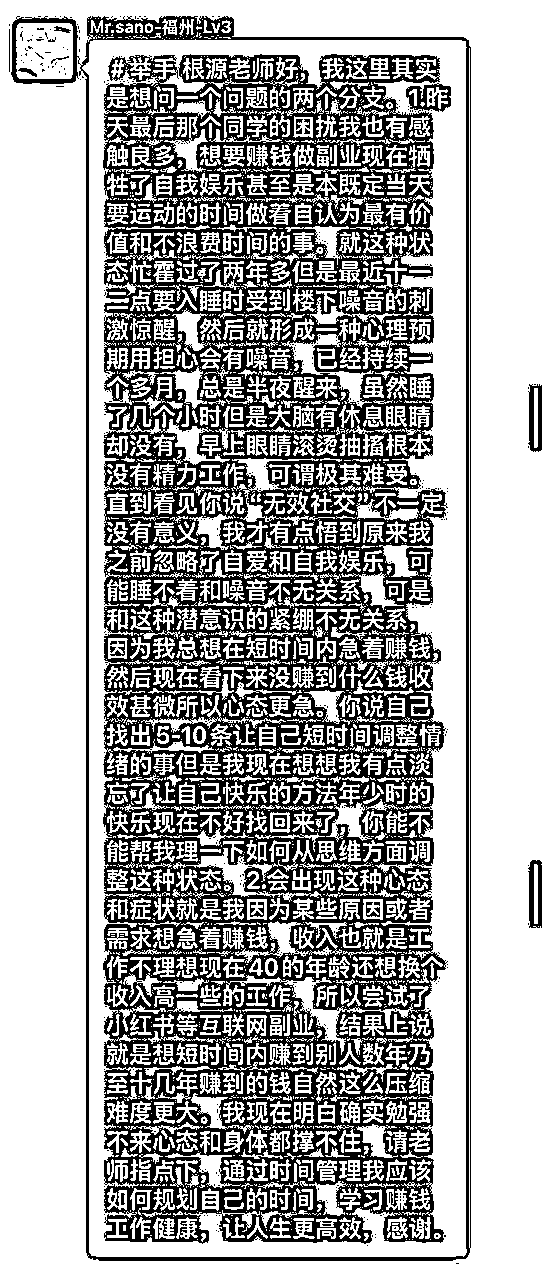 Mr.sano-福州-Lv3
#举手 根源老师好，我这里其实
是想问一个问题的两个分支。1.昨
天最后那个同学的困扰我也有感
触良多，想要赚钱做副业现在牺
牲了自我娱乐甚至是本既定当天
要运动的时间做着自认为最有价
值和不浪费时间的事。就这种状
态忙霍过了两年多但是最近十一
二点要入睡时受到楼下噪音的刺
激惊醒，然后就形成一种心理预
期用担心会有噪音，已经持续一
个多月，总是半夜醒来，虽然睡
了几个小时但是大脑有休息眼睛
却没有，早上眼睛滚烫抽搐根本
没有精力工作，可谓极其难受。
直到看见你说“无效社交”不一定
没有意义，我才有点悟到原来我
之前忽略了自爱和自我娱乐，可
能睡不着和噪音不无关系，可是
和这种潜意识的紧绷不无关系，
因为我总想在短时间内急着赚钱，
然后现在看下来没赚到什么钱收
效甚微所以心态更急。你说自己
找出5-10条让自己短时间调整情
绪的事但是我现在想想我有点淡
忘了让自己快乐的方法年少时的
快乐现在不好找回来了，你能不
能帮我理一下如何从思维方面调
整这种状态。2.会出现这种心态
和症状就是我因为某些原因或者
需求想急着赚钱，收入也就是工
作不理想现在40的年龄还想换个
收入高一些的工作，所以尝试了
小红书等互联网副业，结果上说
就是想短时间内赚到别人数年乃
至十几年赚到的钱自然这么压缩
难度更大。我现在明白确实勉强
不来心态和身体都撑不住，请老
师指点下，通过时间管理我应该
如何规划自己的时间，学习赚钱
工作健康，让人生更高效，感谢。